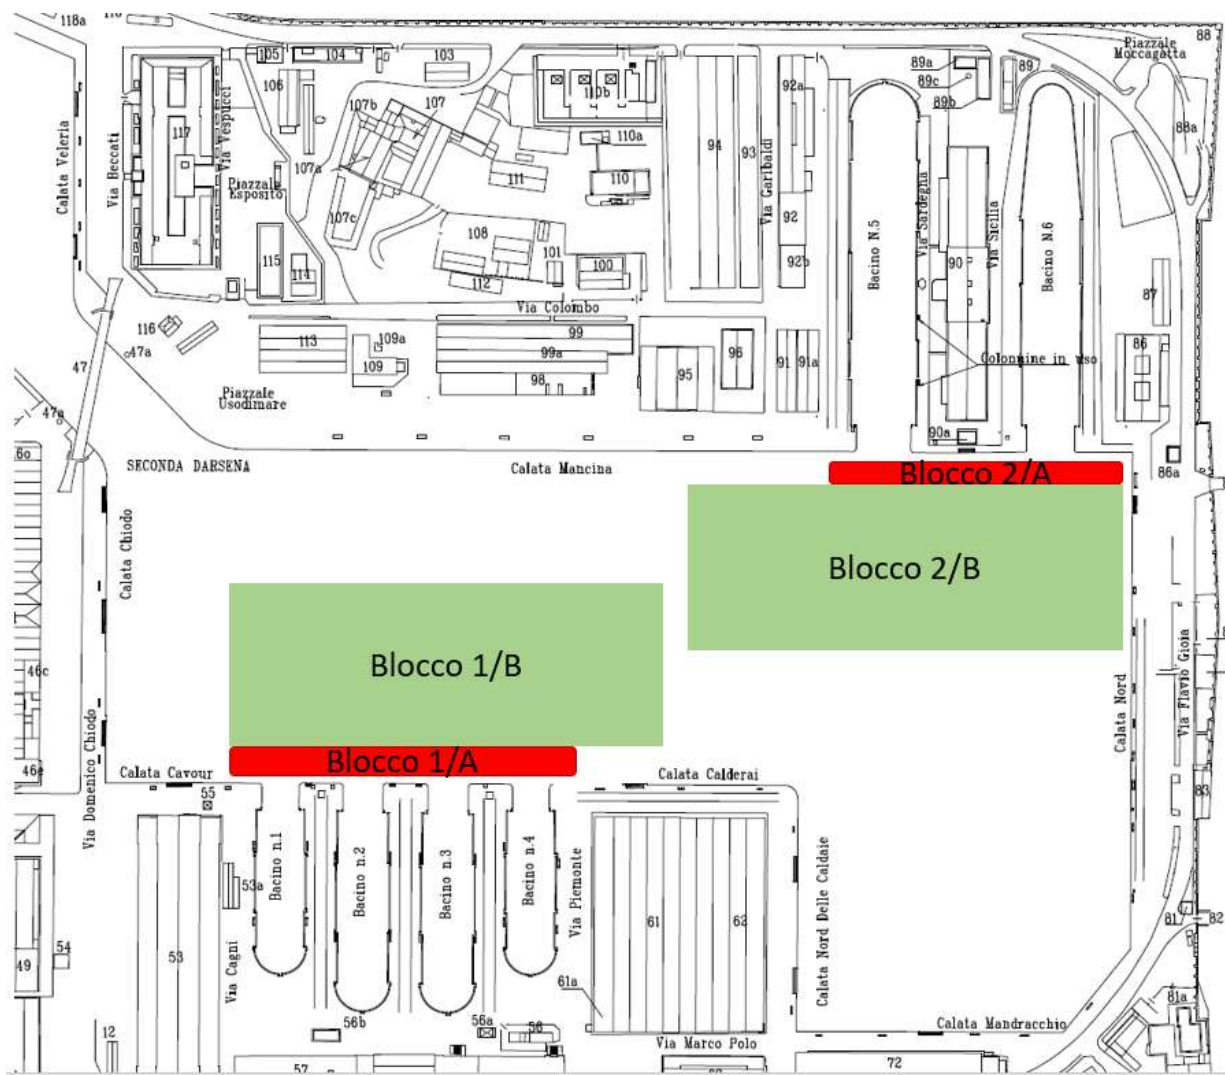 118a
88
Piazzale
Moccagatta
105
104
103
106
89a
89
89c
89b
92a
110b
107b
107
88a
117
Calata Veleria
Via Beccati
Via Vespucci
107a
110a
94
93
Via Garibaldi
Piazzale
Esposito
111
110
107c
92
Bacino N.5
Via Sardegna
90
Via Sicilia
Bacino N.6
108
101
100
92b
115
114
112
87
Via Colombo
116
113
109a
99
99a
109
98
95
96
91
91a
86
47
47a
Colonnine in uso
Piazzale
Usodimare
47a
90a
86a
SECONDA DARSENA
Calata Mancina
Blocco 2/A
Calata Chiodo
Blocco 2/B
Blocco 1/B
46c
Via Flavio Gioia
Calata Nord
Blocco 1/A
46e
Calata Cavour
Calata Calderai
Via Domenico Chiodo
55
83
Bacino n.1
Bacino n.2
Bacino n.3
Bacino n.4
53a
Via Piemonte
61
62
Calata Nord Delle Caldaie
81
82
54
49
53
Via Cagni
61a
81a
12
56b
56a
56
Calata Mandracchio
Via Marco Polo
57
72